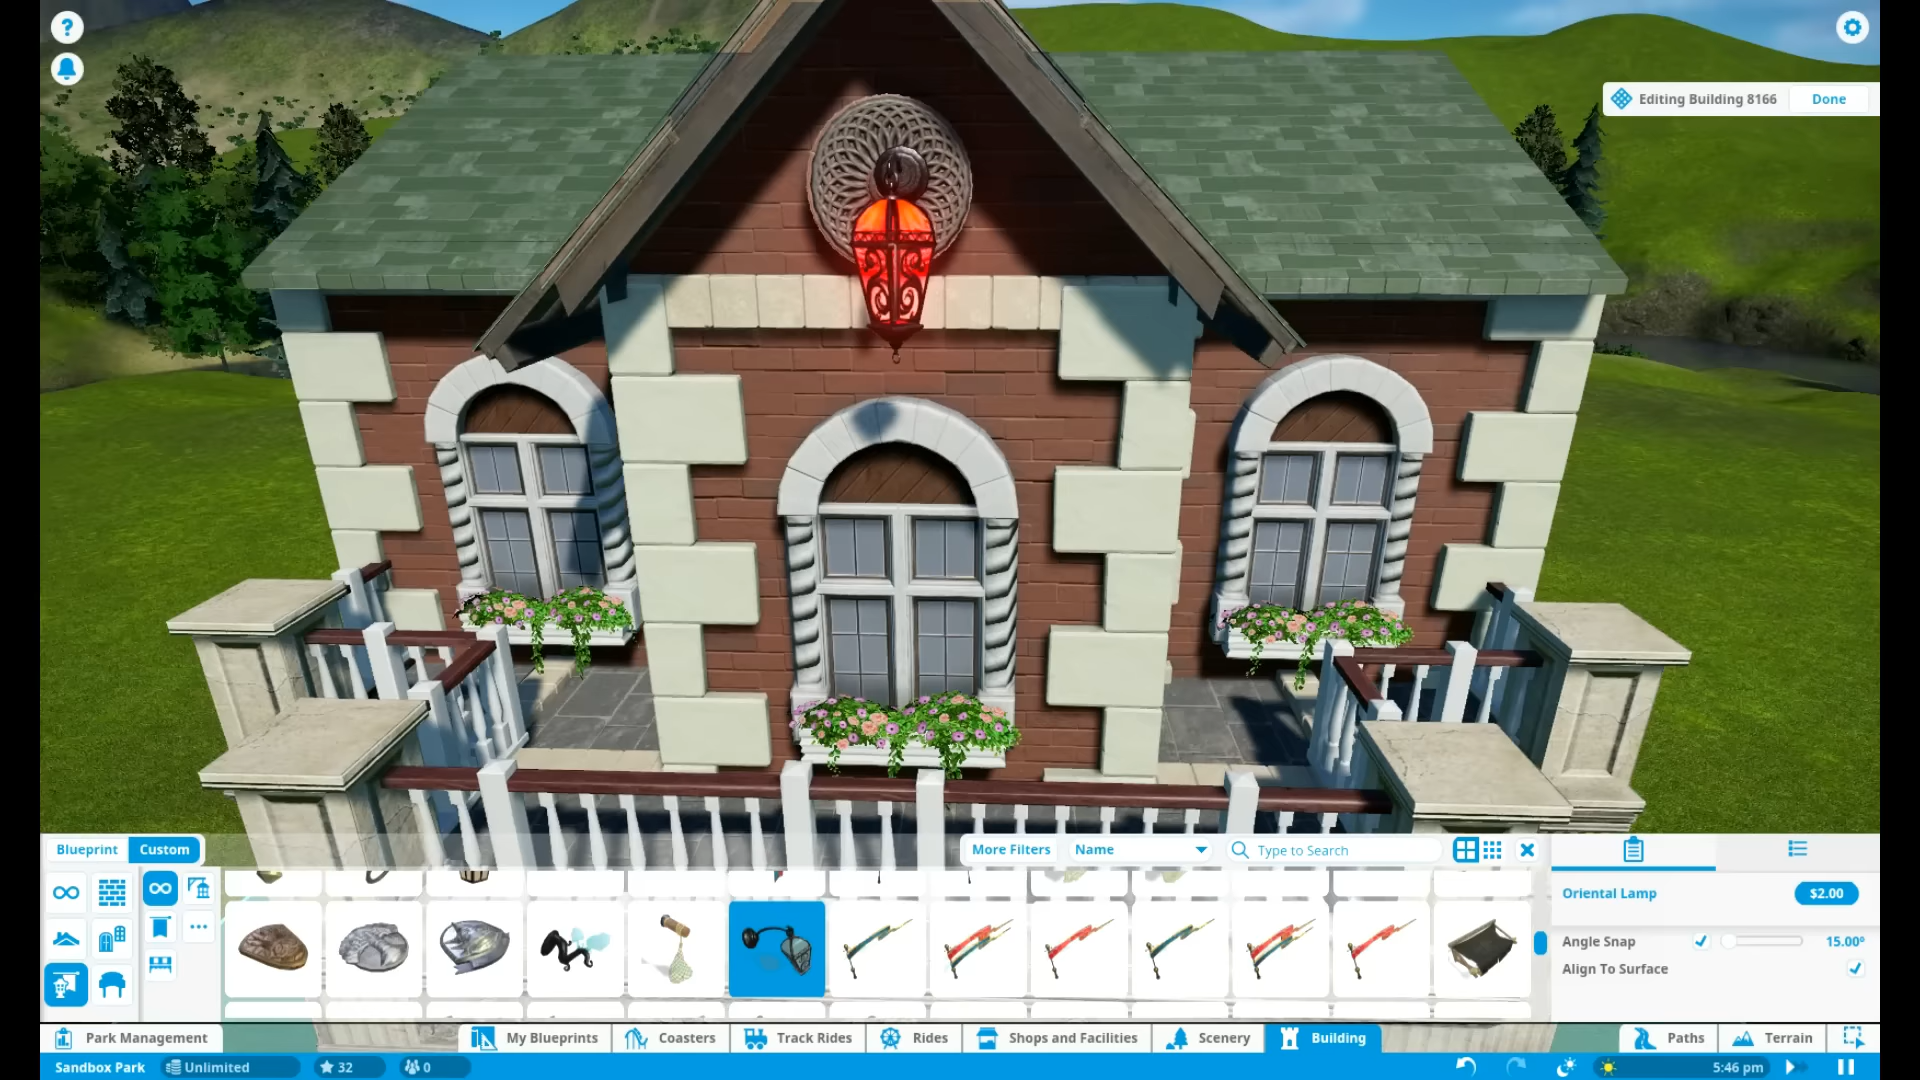 ?
Editing Building 8166 Done
Blueprint Custom
More Filters Name Type to Search
Oriental Lamp $2.00
Angle Snap 15.00°
Align To Surface
Park Management My Blueprints Coasters Track Rides Rides Shops and Facilities Scenery Building Paths Terrain
Sandbox Park Unlimited 32 0 5:46 pm